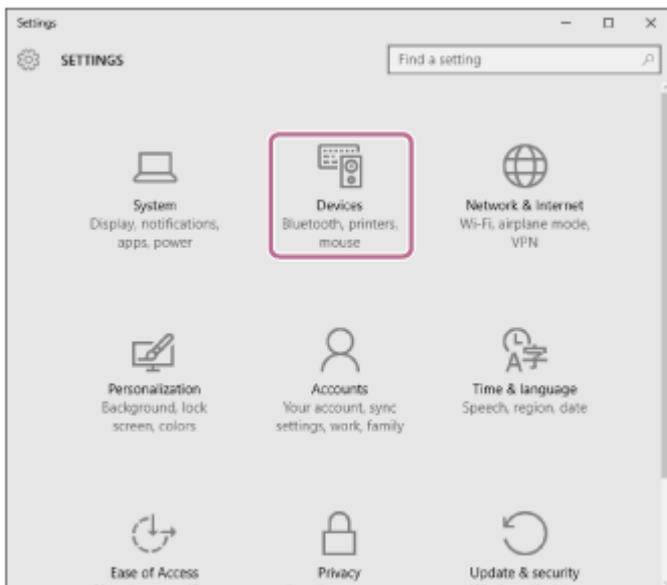 Settings
SETTINGS
Find a setting
System
Display, notifications,
apps, power
Devices
Bluetooth, printers,
mouse
Network & Internet
Wi-Fi, airplane mode,
VPN
Personalization
Background, lock
screen, colors
Accounts
Your account, sync
settings, work, family
Time & language
Speech, region, date
Ease of Access
Privacy
Update & security